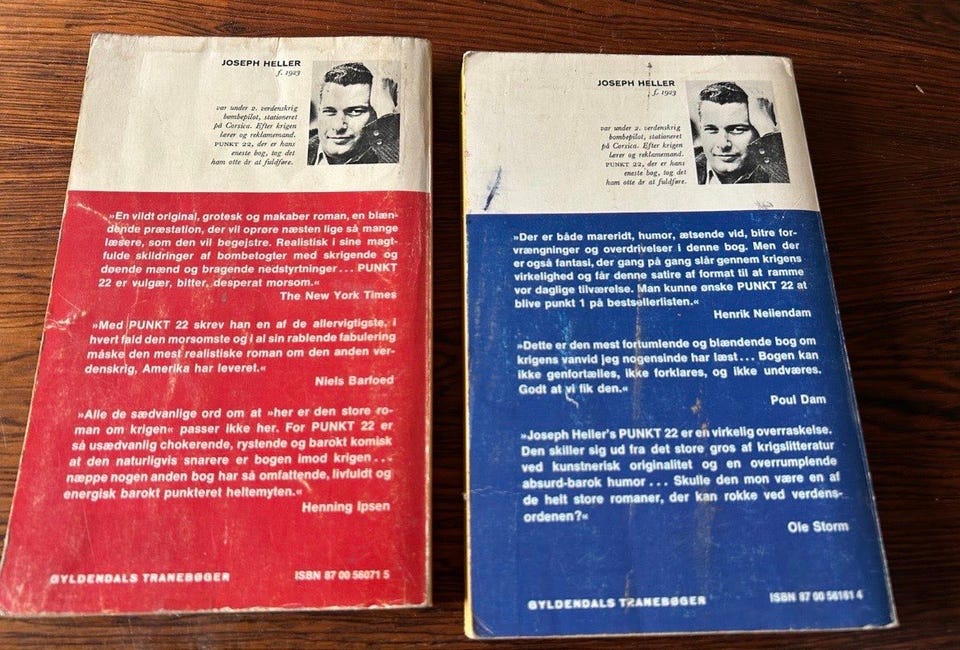 JOSEPH HELLER
f. 1923
var under 2. verdenskrig
bombepilot, stationeret
på Corsica. Efter krigen
lærer og reklamemand.
PUNKT 22, der er hans
eneste bog, tog det
ham otte år at fuldføre.
»En vildt original, grotesk og makaber roman, en blæn-
dende præstation, der vil oprøre næsten lige så mange
læsere, som den vil begejstre. Realistisk i sine magt-
fulde skildringer af bombetogter med skrigende og
døende mænd og bragende nedstyrtninger... PUNKT
22 er vulgær, bitter, desperat morsom.«
The New York Times
»Med PUNKT 22 skrev han en af de allervigtigste, i
hvert fald den morsomste og i al sin rablende fabulering
måske den mest realistiske roman om den anden ver-
denskrig, Amerika har leveret.«
Niels Barfoed
»Alle de sædvanlige ord om at »her er den store ro-
man om krigen« passer ikke her. For PUNKT 22 er
så usædvanlig chokerende, rystende og barokt komisk
at den naturligvis snarere er bogen imod krigen...
næppe nogen anden bog har så omfattende, livfuldt og
energisk barokt punkteret heltemyten.«
Henning Ipsen
GYLDENDALS TRANEBØGER
ISBN 87 00 56071 5
JOSEPH HELLER
f. 1923
var under 2. verdenskrig
bombepilot, stationeret
på Corsica. Efter krigen
lærer og reklamemand.
PUNKT 22, der er hans
eneste bog, tog det
ham otte år at fuldføre.
»Der er både mareridt, humor, ætsende vid, bitre for-
vrængninger og overdrivelser i denne bog. Men der
er også fantasi, der gang på gang slår gennem krigens
virkelighed og får denne satire af format til at ramme
vor daglige tilværelse. Man kunne ønske PUNKT 22 at
blive punkt 1 på bestsellerlisten.«
Henrik Neiiendam
»Dette er den mest fortumlende og blændende bog om
krigens vanvid jeg nogensinde har læst... Bogen kan
ikke genfortælles, ikke forklares, og ikke undværes.
Godt at vi fik den.«
Poul Dam
»Joseph Heller's PUNKT 22 er en virkelig overraskelse.
Den skiller sig ud fra det store gros af krigslitteratur
ved kunstnerisk originalitet og en overrumplende
absurd-barok humor... Skulle den mon være en af
de helt store romaner, der kan rokke ved verdens-
ordenen?«
Ole Storm
GYLDENDALS TRANEBØGER
ISBN 87 00 56161 4